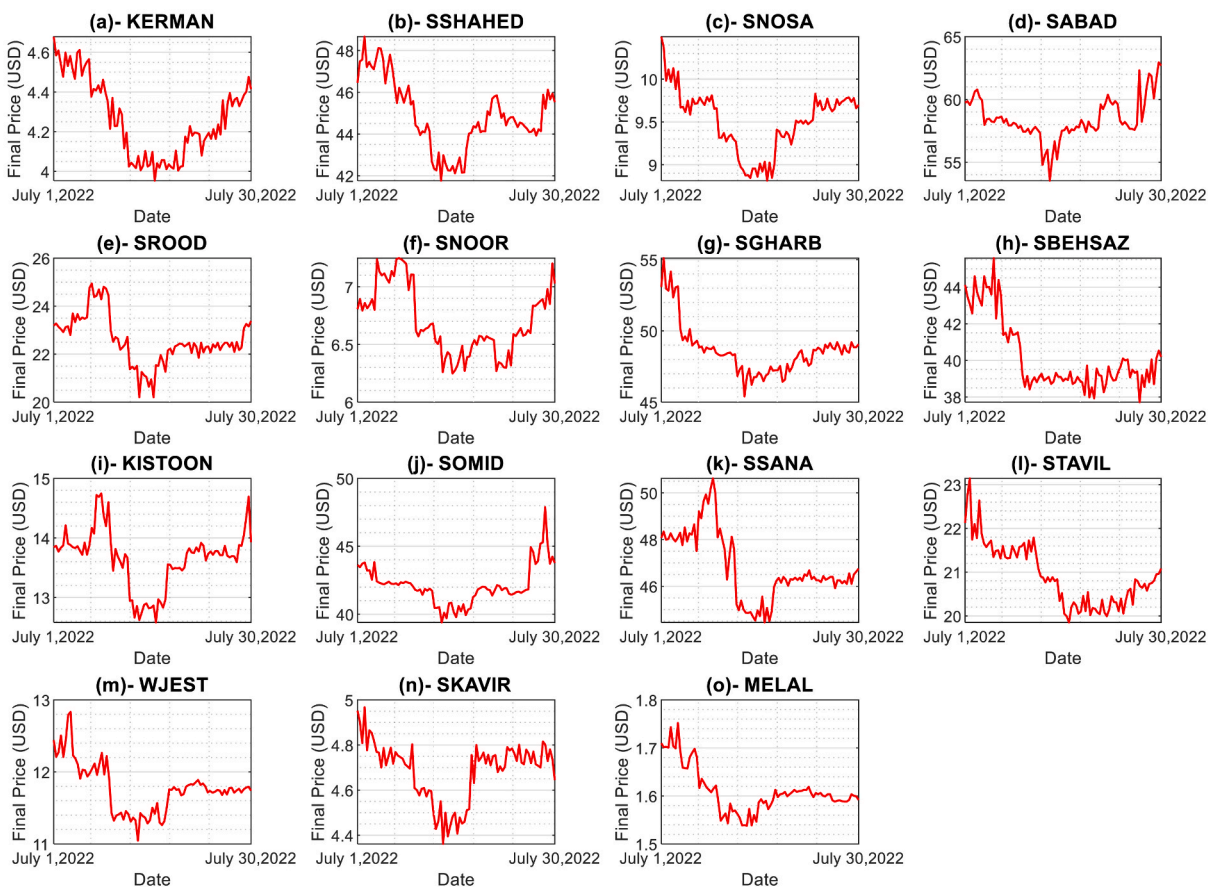 (a)- KERMAN
Final Price (USD)
4.6
4.4
4.2
4
July 1,2022
July 30,2022
Date
(b)- SSHAHED
Final Price (USD)
48
46
44
42
July 1,2022
July 30,2022
Date
(c)- SNOSA
Final Price (USD)
10
9.5
9
July 1,2022
July 30,2022
Date
(d)- SABAD
Final Price (USD)
65
60
55
July 1,2022
July 30,2022
Date
(e)- SROOD
Final Price (USD)
26
24
22
20
July 1,2022
July 30,2022
Date
(f)- SNOOR
Final Price (USD)
7
6.5
6
July 1,2022
July 30,2022
Date
(g)- SGHARB
Final Price (USD)
55
50
45
July 1,2022
July 30,2022
Date
(h)- SBEHSAZ
Final Price (USD)
44
42
40
38
July 1,2022
July 30,2022
Date
(i)- KISTOON
Final Price (USD)
15
14
13
July 1,2022
July 30,2022
Date
(j)- SOMID
Final Price (USD)
50
45
40
July 1,2022
July 30,2022
Date
(k)- SSANA
Final Price (USD)
50
48
46
July 1,2022
July 30,2022
Date
(l)- STAVIL
Final Price (USD)
23
22
21
20
July 1,2022
July 30,2022
Date
(m)- WJEST
Final Price (USD)
13
12
11
July 1,2022
July 30,2022
Date
(n)- SKAVIR
Final Price (USD)
5
4.8
4.6
4.4
July 1,2022
July 30,2022
Date
(o)- MELAL
Final Price (USD)
1.8
1.7
1.6
1.5
July 1,2022
July 30,2022
Date